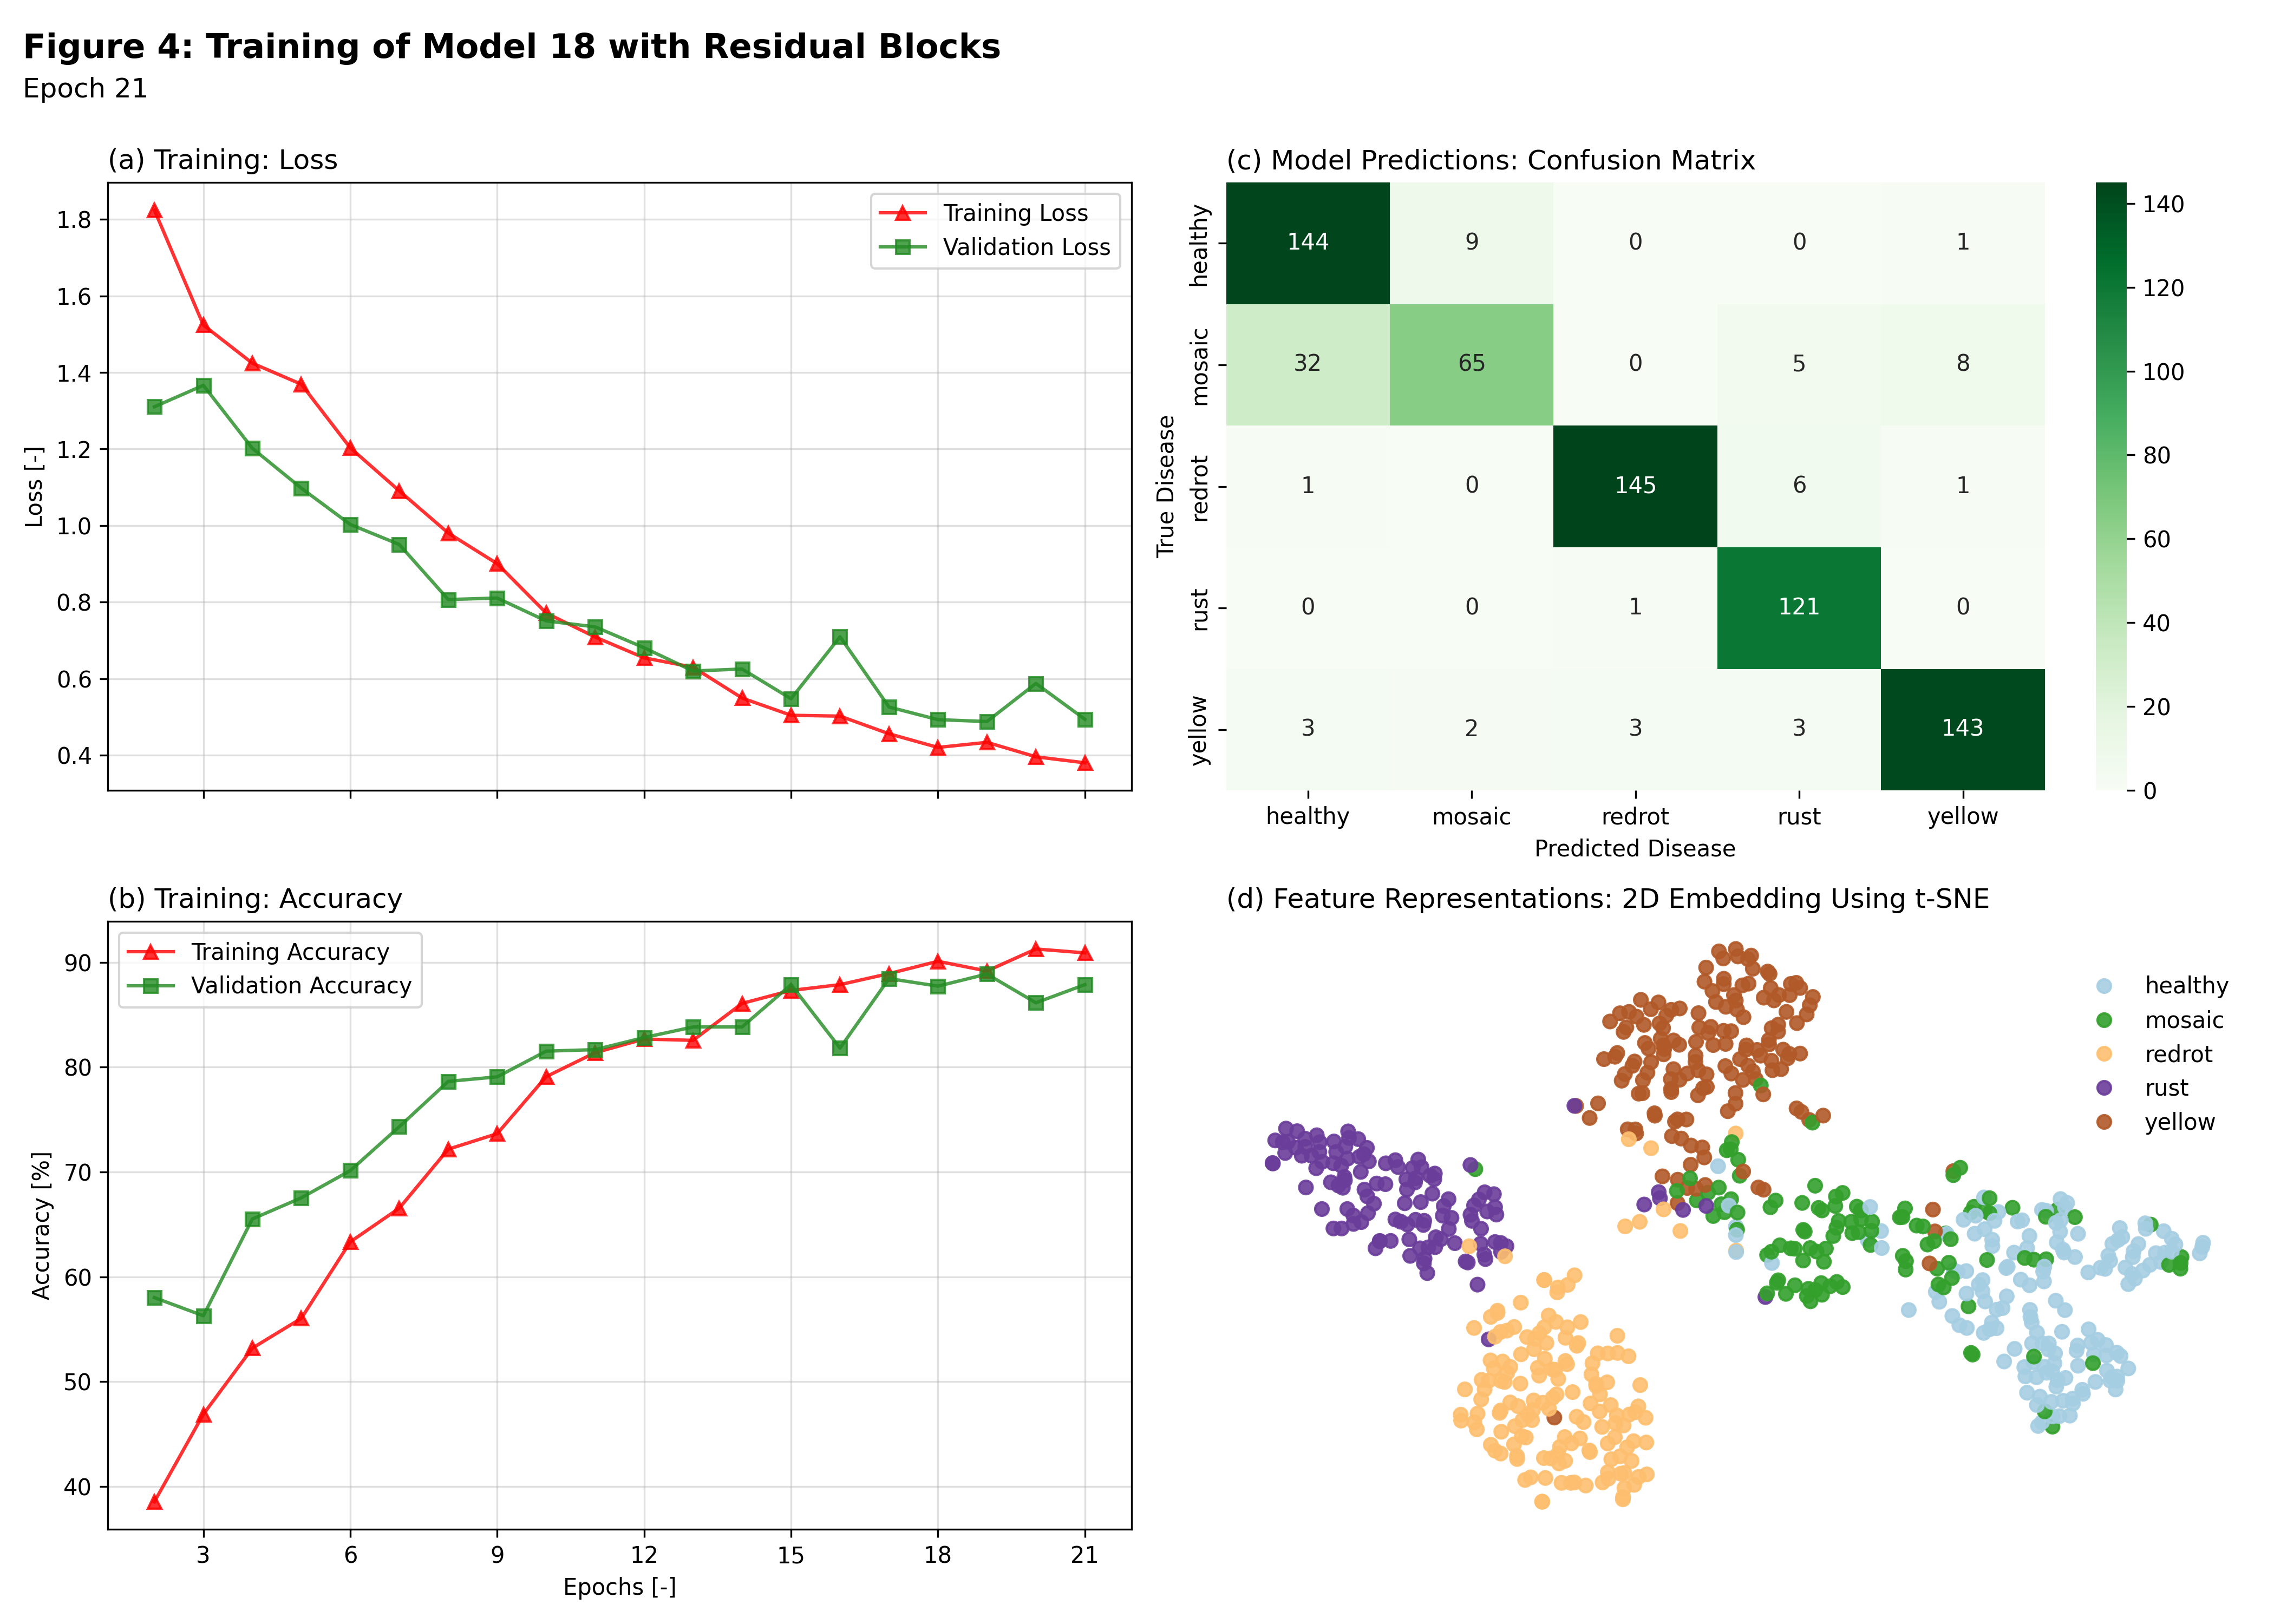 Figure 4: Training of Model 18 with Residual Blocks
Epoch 21
(a) Training: Loss
Training Loss
Validation Loss
1.8
1.6
1.4
1.2
1.0
0.8
0.6
0.4
Loss [-]
(b) Training: Accuracy
Training Accuracy
Validation Accuracy
90
80
70
60
50
40
Accuracy [%]
3 6 9 12 15 18 21
Epochs [-]
(c) Model Predictions: Confusion Matrix
True Disease
healthy 144 9 0 0 1
mosaic 32 65 0 5 8
redrot 1 0 145 6 1
rust 0 0 1 121 0
yellow 3 2 3 3 143
healthy mosaic redrot rust yellow
Predicted Disease
140
120
100
80
60
40
20
0
(d) Feature Representations: 2D Embedding Using t-SNE
healthy
mosaic
redrot
rust
yellow